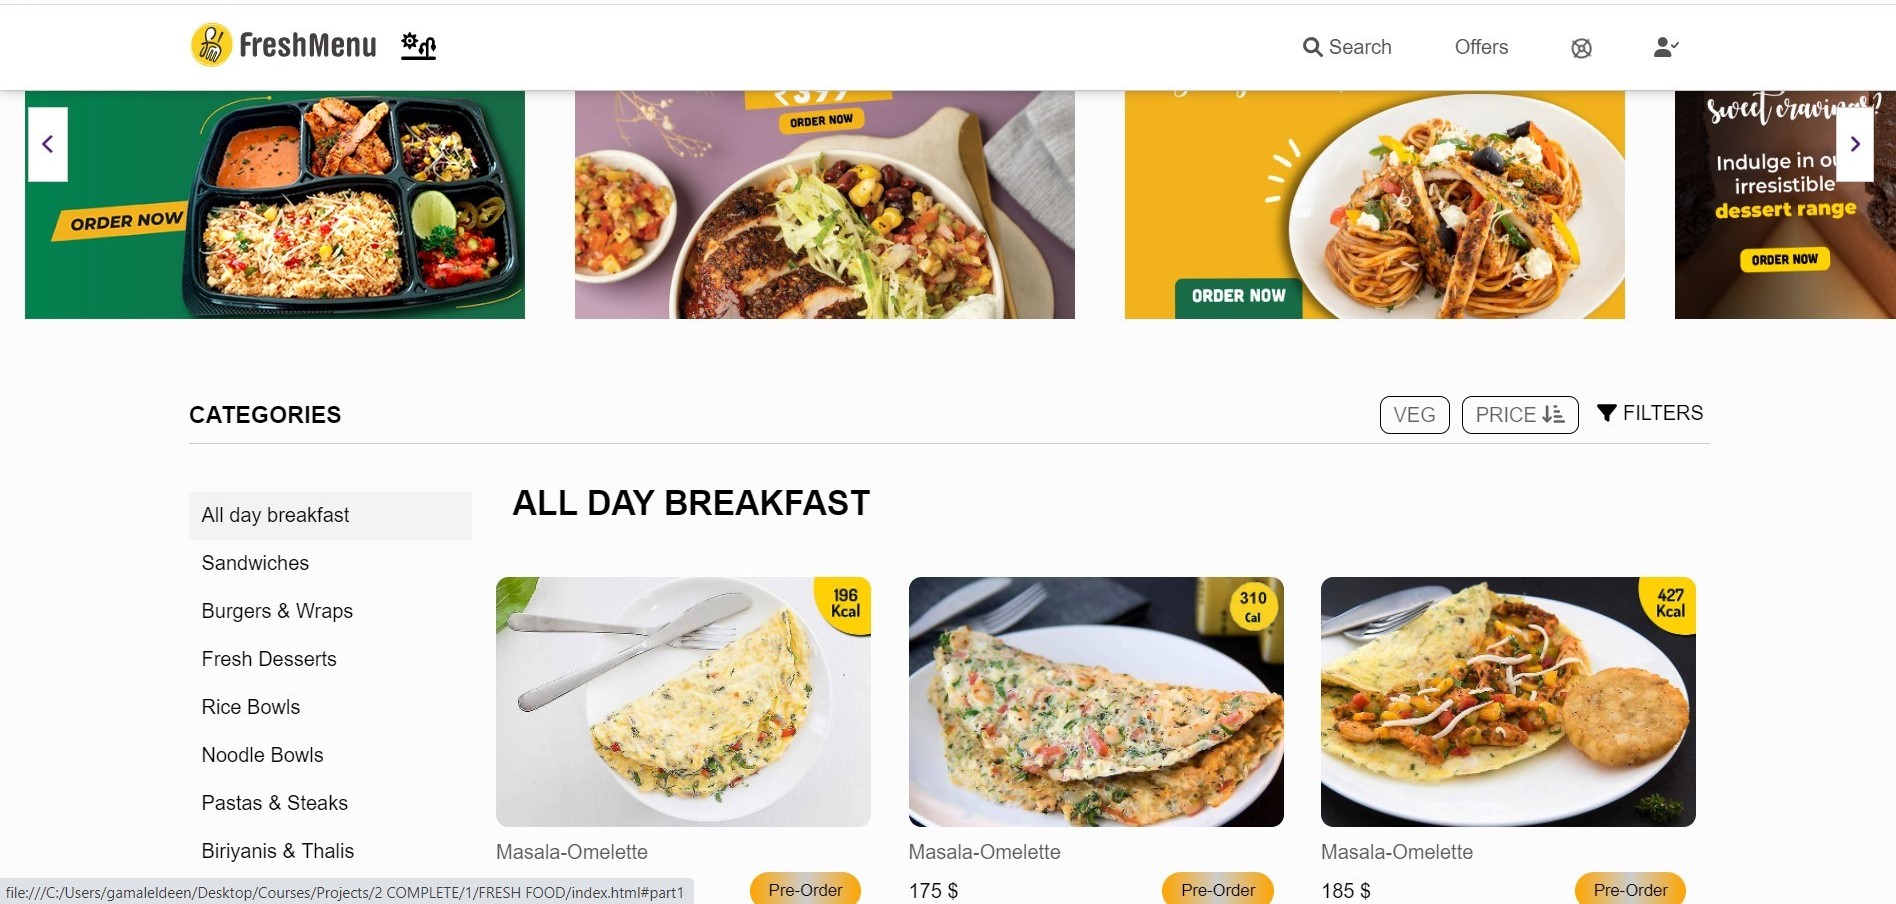 FreshMenu
Search
Offers
ORDER NOW
₹399
ORDER NOW
ORDER NOW
sweet cravings?
Indulge in our
irresistible
dessert range
ORDER NOW
CATEGORIES
VEG
PRICE
FILTERS
All day breakfast
Sandwiches
Burgers & Wraps
Fresh Desserts
Rice Bowls
Noodle Bowls
Pastas & Steaks
Biriyanis & Thalis
ALL DAY BREAKFAST
196
Kcal
Masala-Omelette
Pre-Order
310
Cal
Masala-Omelette
175 $
Pre-Order
427
Kcal
Masala-Omelette
185 $
Pre-Order
file:///C:/Users/gamaleldeen/Desktop/Courses/Projects/2 COMPLETE/1/FRESH FOOD/index.html#part1